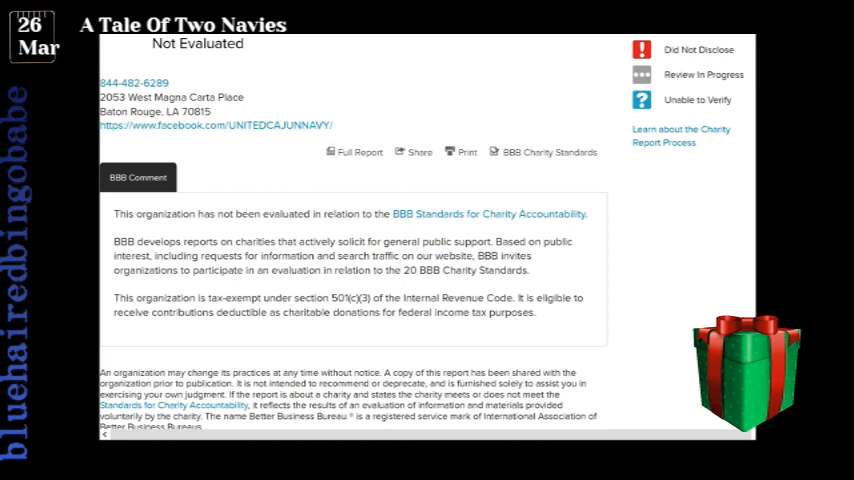 26
Mar
A Tale Of Two Navies
bluehairedbingobabe
Not Evaluated
844-482-6289
2053 West Magna Carta Place
Baton Rouge, LA 70815
https://www.facebook.com/UNITEDCAJUNNAVY/
Did Not Disclose
Review In Progress
Unable to Verify
Learn about the Charity
Report Process
Full Report Share Print BBB Charity Standards
BBB Comment
This organization has not been evaluated in relation to the BBB Standards for Charity Accountability.
BBB develops reports on charities that actively solicit for general public support. Based on public
interest, including requests for information and search traffic on our website, BBB invites
organizations to participate in an evaluation in relation to the 20 BBB Charity Standards.
This organization is tax-exempt under section 501(c)(3) of the Internal Revenue Code. It is eligible to
receive contributions deductible as charitable donations for federal income tax purposes.
An organization may change its practices at any time without notice. A copy of this report has been shared with the
organization prior to publication. It is not intended to recommend or deprecate, and is furnished solely to assist you in
exercising your own judgment. If the report is about a charity and states the charity meets or does not meet the
Standards for Charity Accountability, it reflects the results of an evaluation of information and materials provided
voluntarily by the charity. The name Better Business Bureau ® is a registered service mark of International Association of
Better Business Bureaus.